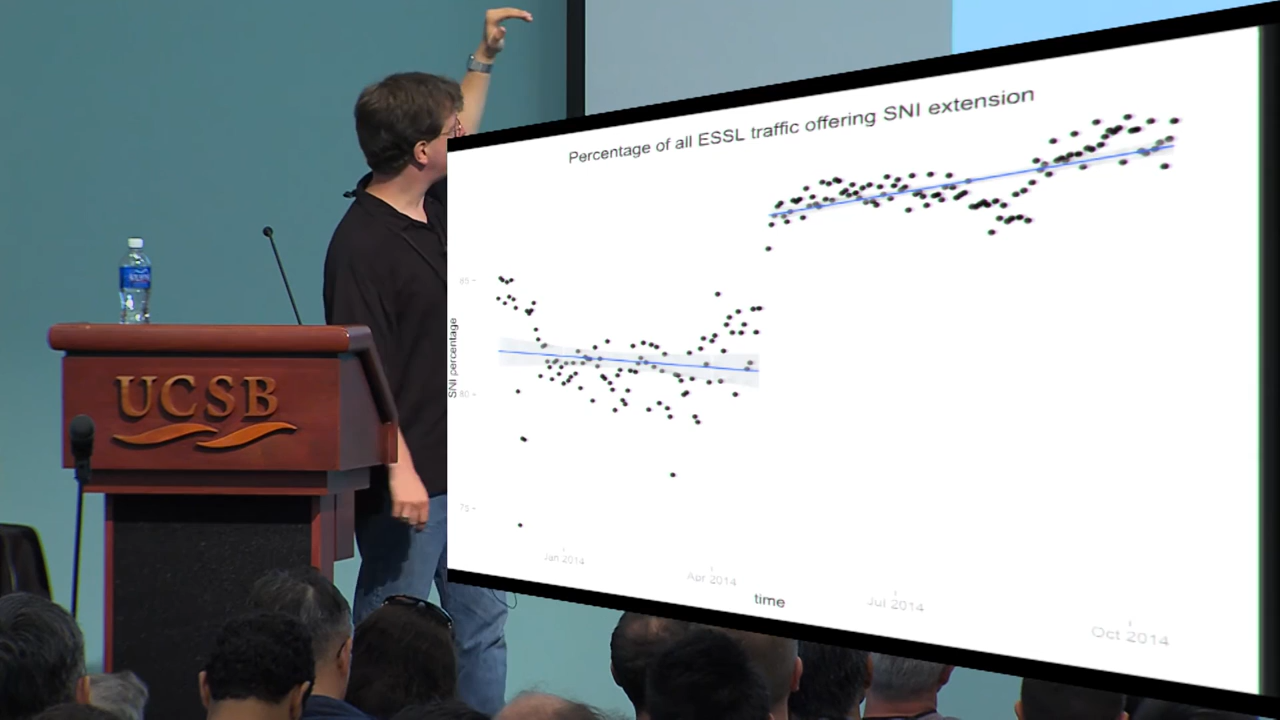 Percentage of all ESSL traffic offering SNI extension
85
80
75
SNI percentage
Jan 2014
Apr 2014
Jul 2014
Oct 2014
time
UCSB